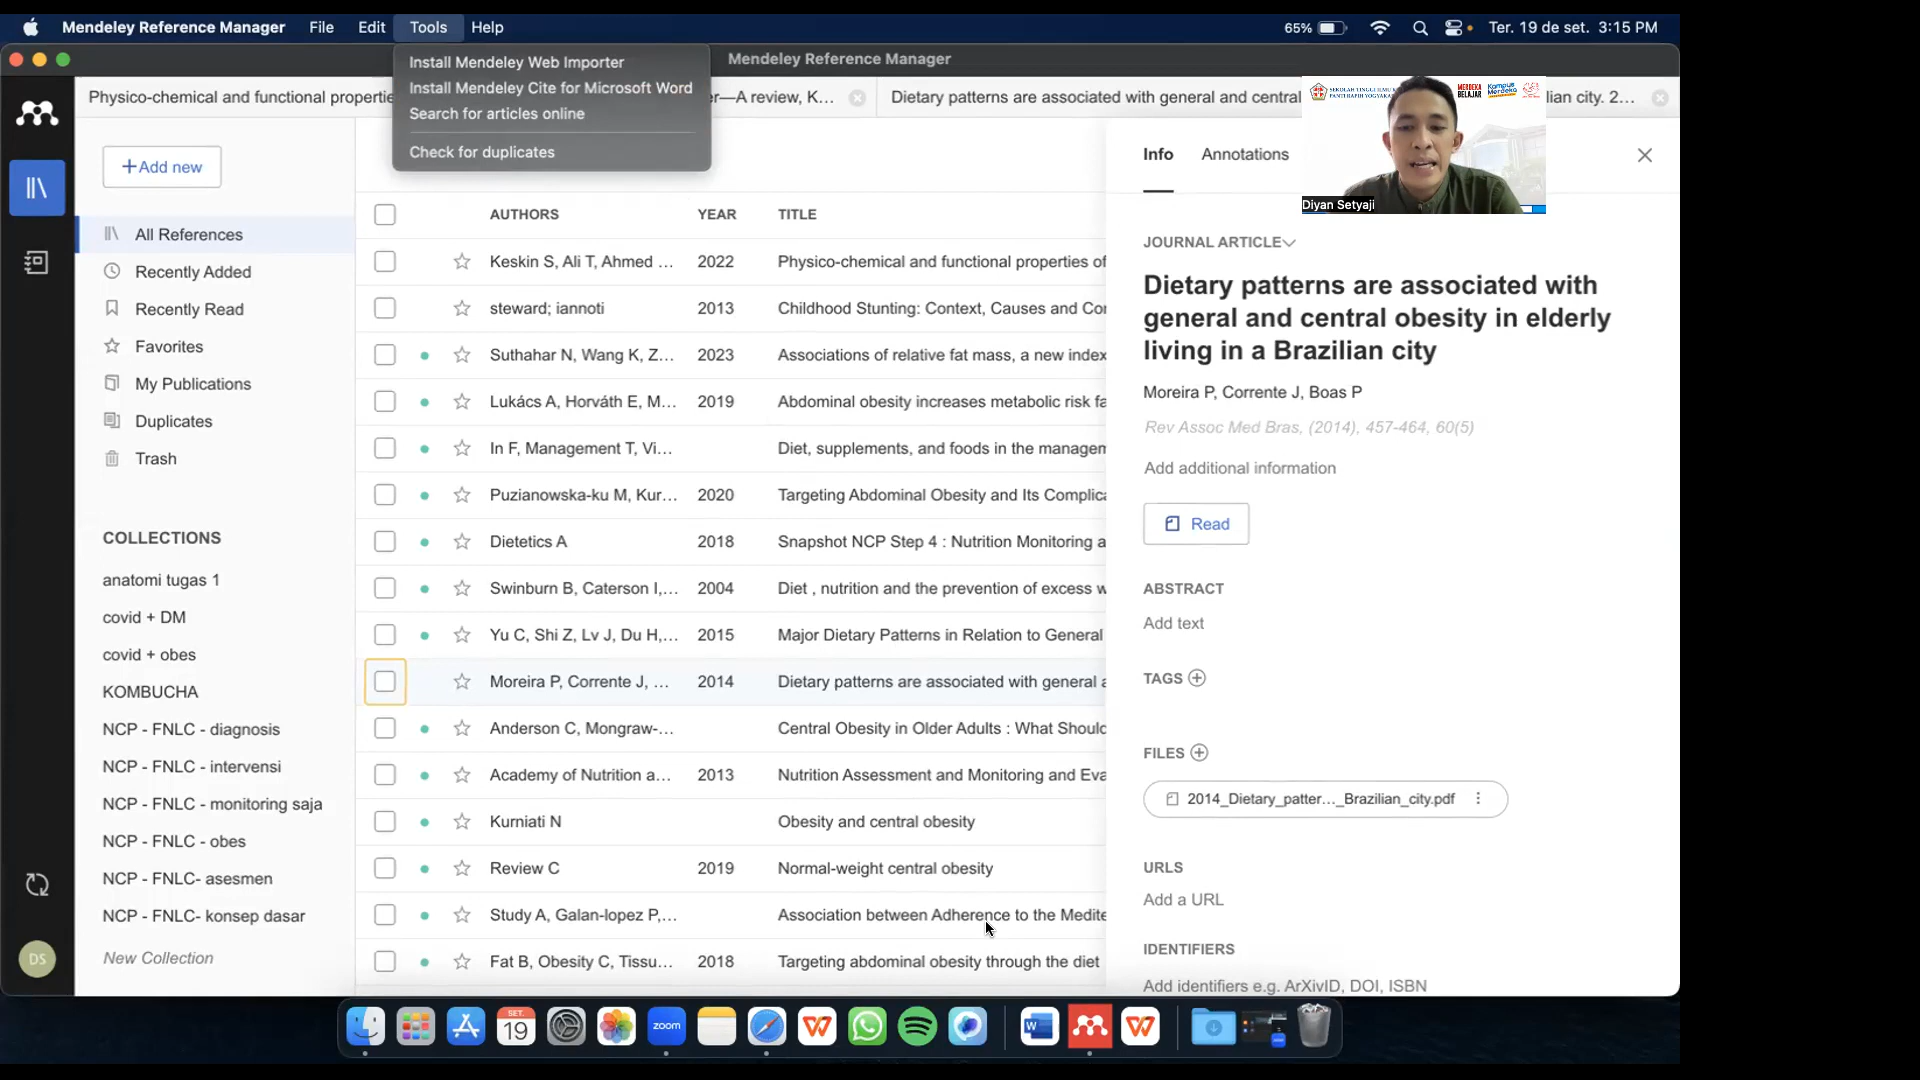 Mendeley Reference Manager File Edit Tools Help 65% Ter. 19 de set. 3:15 PM
Mendeley Reference Manager
Install Mendeley Web Importer
Install Mendeley Cite for Microsoft Word
Search for articles online
Check for duplicates
Physico-chemical and functional propertie
er—A review, K...
Dietary patterns are associated with general and central
lian city. 2...
MERDEKA BELAJAR
Kampus Merdeka
Diyan Setyaji
+Add new
All References
Recently Added
Recently Read
Favorites
My Publications
Duplicates
Trash
COLLECTIONS
anatomi tugas 1
covid + DM
covid + obes
KOMBUCHA
NCP - FNLC - diagnosis
NCP - FNLC - intervensi
NCP - FNLC - monitoring saja
NCP - FNLC - obes
NCP - FNLC- asesmen
NCP - FNLC- konsep dasar
New Collection
DS
AUTHORS YEAR TITLE
Keskin S, Ali T, Ahmed ... 2022 Physico-chemical and functional properties of
steward; iannoti 2013 Childhood Stunting: Context, Causes and Co
Suthahar N, Wang K, Z... 2023 Associations of relative fat mass, a new index
Lukács A, Horváth E, M... 2019 Abdominal obesity increases metabolic risk fa
In F, Management T, Vi... Diet, supplements, and foods in the managem
Puzianowska-ku M, Kur... 2020 Targeting Abdominal Obesity and Its Complica
Dietetics A 2018 Snapshot NCP Step 4 : Nutrition Monitoring a
Swinburn B, Caterson I,... 2004 Diet , nutrition and the prevention of excess w
Yu C, Shi Z, Lv J, Du H,... 2015 Major Dietary Patterns in Relation to General
Moreira P, Corrente J, ... 2014 Dietary patterns are associated with general a
Anderson C, Mongraw-... Central Obesity in Older Adults : What Should
Academy of Nutrition a... 2013 Nutrition Assessment and Monitoring and Eva
Kurniati N Obesity and central obesity
Review C 2019 Normal-weight central obesity
Study A, Galan-lopez P,... Association between Adherence to the Medite
Fat B, Obesity C, Tissu... 2018 Targeting abdominal obesity through the diet
Info Annotations
JOURNAL ARTICLE
Dietary patterns are associated with
general and central obesity in elderly
living in a Brazilian city
Moreira P, Corrente J, Boas P
Rev Assoc Med Bras, (2014), 457-464, 60(5)
Add additional information
Read
ABSTRACT
Add text
TAGS
FILES
2014_Dietary_patter..._Brazilian_city.pdf
URLS
Add a URL
IDENTIFIERS
Add identifiers e.g. ArXivID, DOI, ISBN
SET.
19
zoom
W